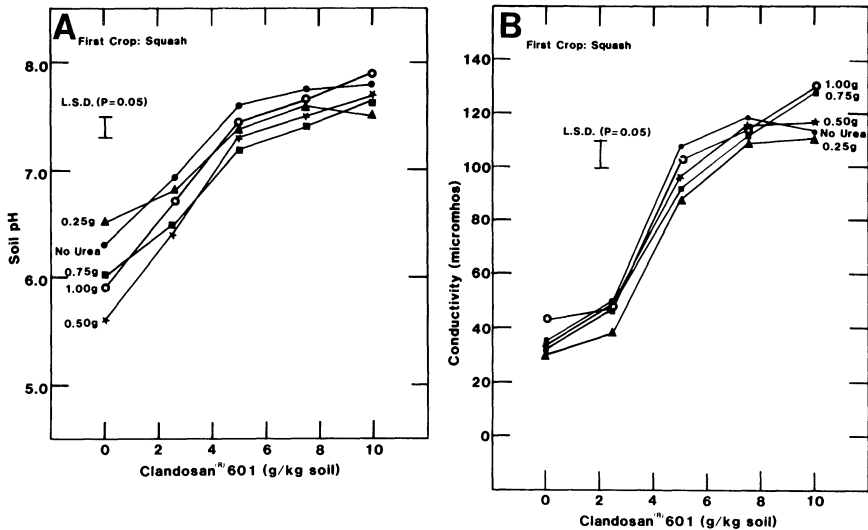 A
First Crop: Squash
8.0
L.S.D. (P=0.05)
7.0
Soil pH
0.25g
No Urea
6.0
0.75g
1.00g
0.50g
5.0
0 2 4 6 8 10
Clandosan(R) 601 (g/kg soil)
B
First Crop: Squash
140
120
100
80
60
40
20
0
Conductivity (micromhos)
L.S.D. (P=0.05)
1.00g
0.75g
0.50g
No Urea
0.25g
0 2 4 6 8 10
Clandosan(R) 601 (g/kg soil)